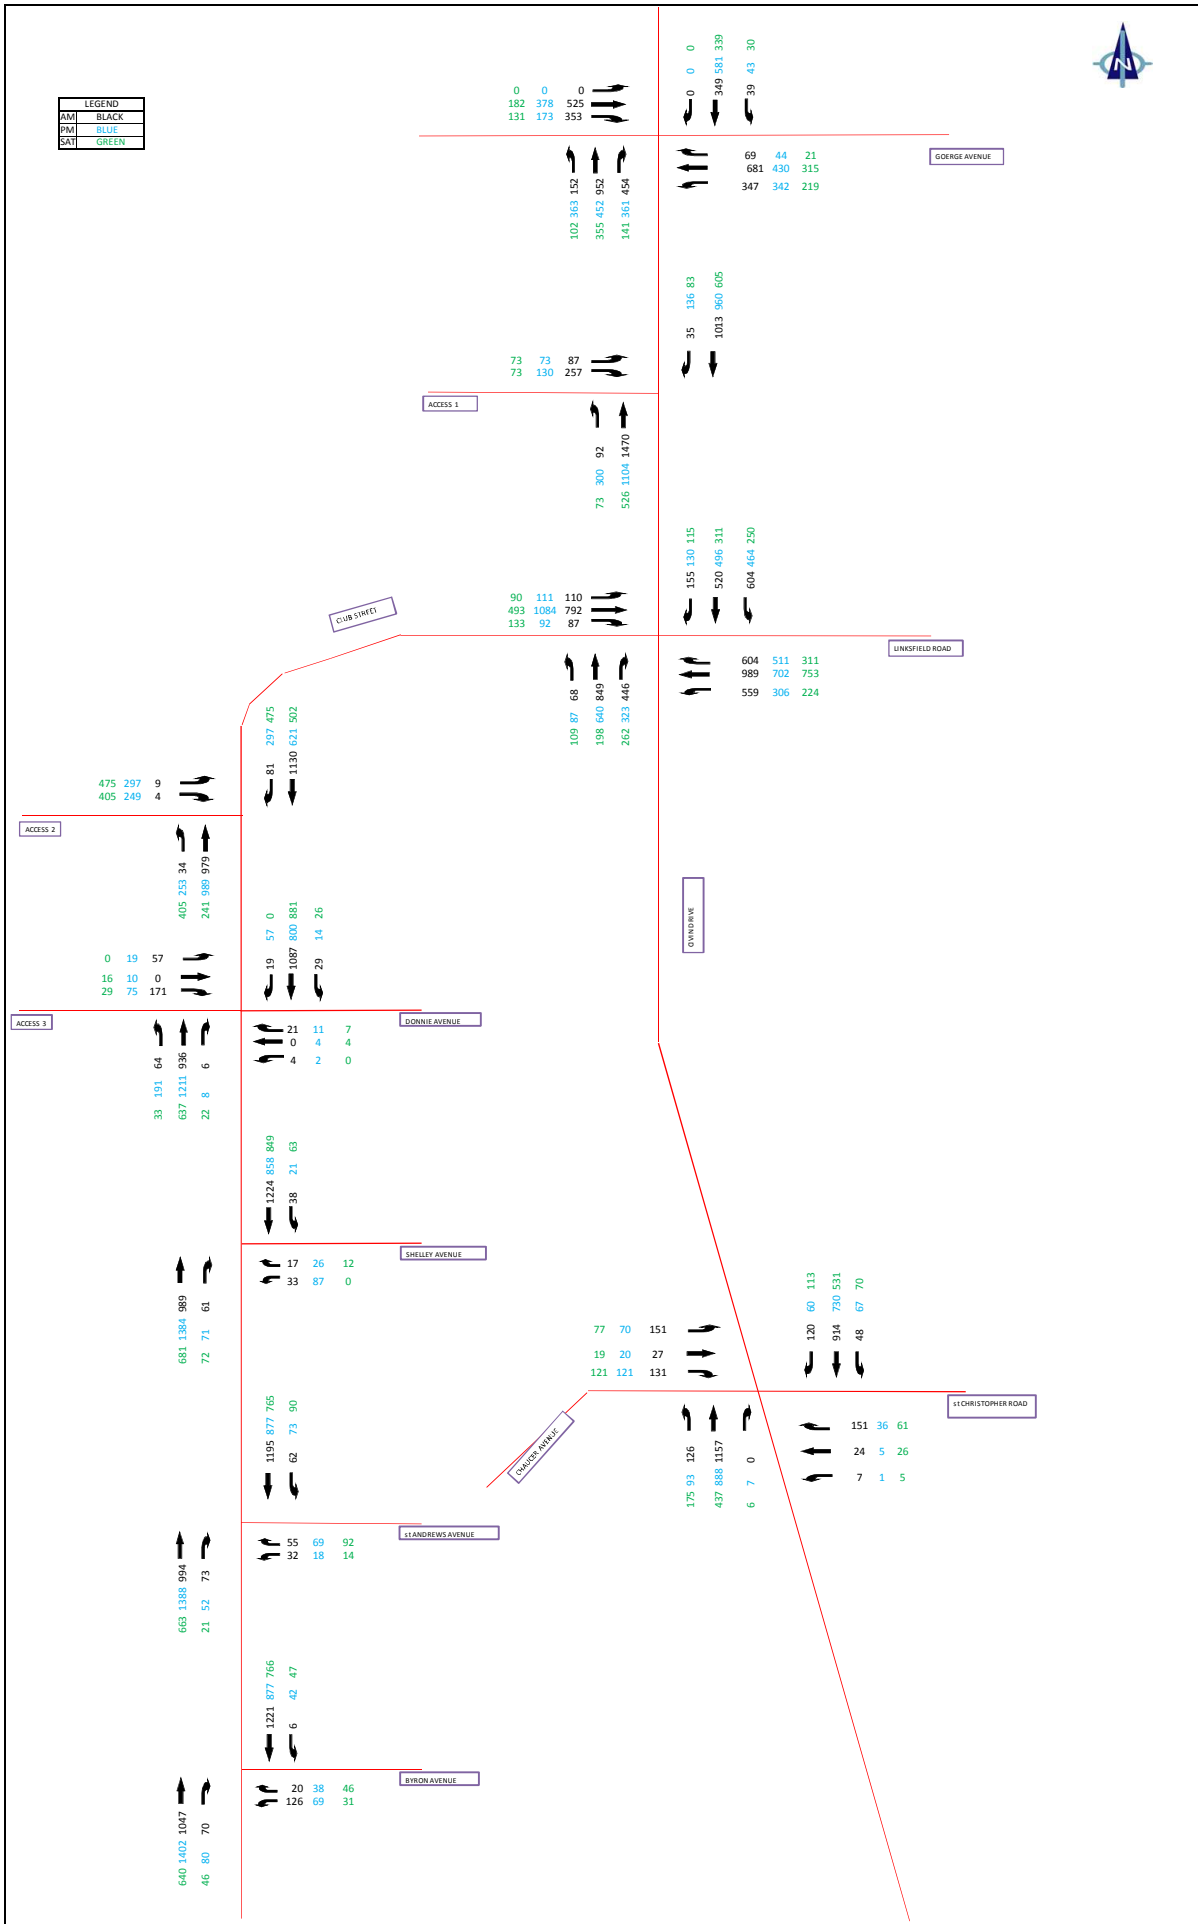 LEGEND
AM BLACK
PM BLUE
SAT GREEN
N
0 0 0
349 581 339
39 43 30
0 0 0
182 378 525
131 173 353
GOERGE AVENUE
69 44 21
681 430 315
347 342 219
102 363 152
355 452 952
141 361 454
35 136 83
1013 960 605
73 73 87
73 130 257
ACCESS 1
73 300 92
526 1104 1470
155 130 115
520 496 311
604 464 250
90 111 110
493 1084 792
133 92 87
CLUB STREET
LINKSFIELD ROAD
604 511 311
989 702 753
559 306 224
109 87 68
198 640 849
262 323 446
81 297 475
1130 621 502
475 297 9
405 249 4
ACCESS 2
405 253 34
241 989 979
19 57 0
1087 800 881
29 14 26
0 19 57
16 10 0
29 75 171
ACCESS 3
DONNIE AVENUE
21 11 7
0 4 4
4 2 0
33 191 64
637 1211 936
22 8 6
1224 858 849
38 21 63
SHELLEY AVENUE
17 26 12
33 87 0
681 1384 989
72 71 61
120 60 113
914 730 531
48 67 70
77 70 151
19 20 27
121 121 131
CHAUCER AVENUE
st CHRISTOPHER ROAD
151 36 61
24 5 26
7 1 5
175 93 126
437 888 1157
6 7 0
1195 877 765
62 73 90
st ANDREWS AVENUE
55 69 92
32 18 14
663 1388 994
21 52 73
1221 877 766
6 42 47
BYRON AVENUE
20 38 46
126 69 31
640 1402 1047
46 80 70